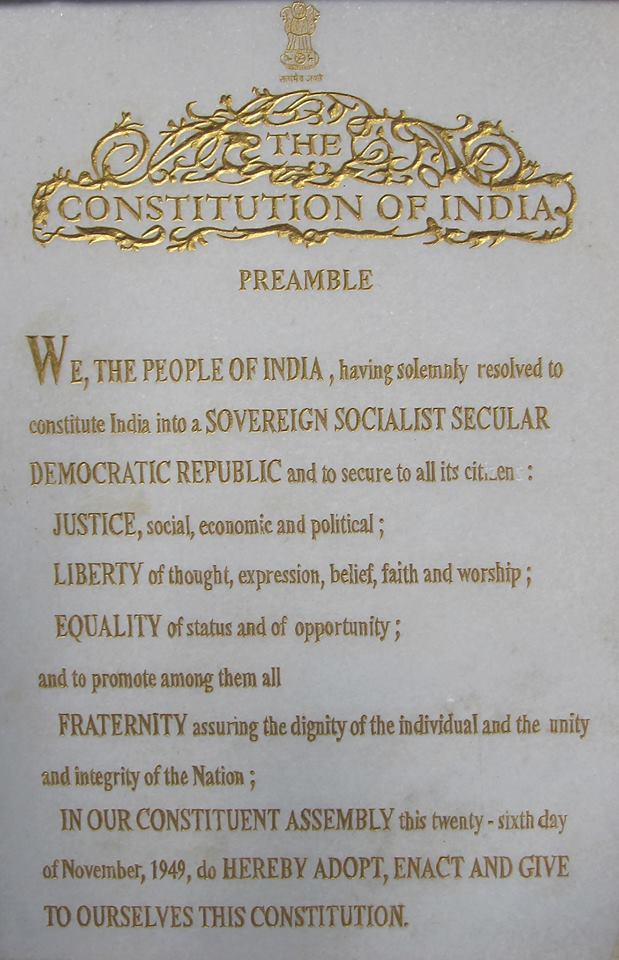 सत्यमेव जयते
THE
CONSTITUTION OF INDIA
PREAMBLE
WE, THE PEOPLE OF INDIA, having solemnly resolved to
constitute India into a SOVEREIGN SOCIALIST SECULAR
DEMOCRATIC REPUBLIC and to secure to all its :
JUSTICE, social, economic and political ;
LIBERTY of thought, expression, belief, faith and worship ;
EQUALITY of status and of opportunity ;
and to promote among them all
FRATERNITY assuring the dignity of the individual and the unity
and integrity of the Nation ;
IN OUR CONSTITUENT ASSEMBLY this twenty - sixth day
of November, 1949, do HEREBY ADOPT, ENACT AND GIVE
TO OURSELVES THIS CONSTITUTION.